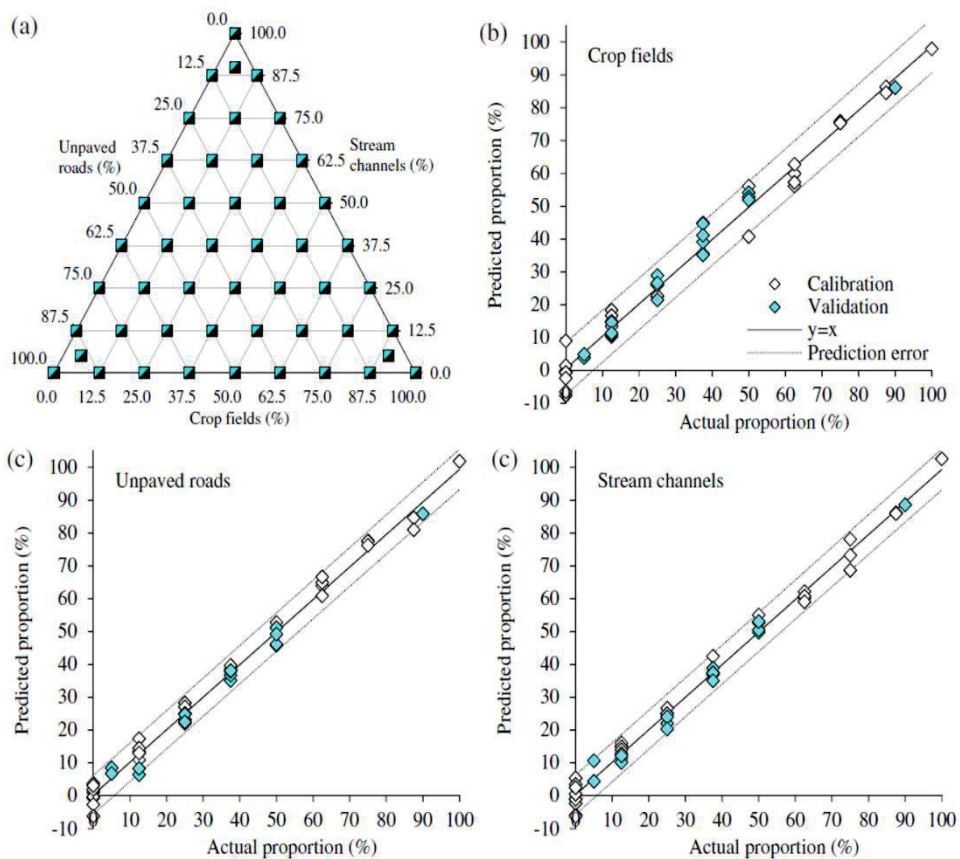 (a)
0.0
100.0
12.5
87.5
25.0
75.0
Unpaved
roads (%)
37.5
Stream
channels (%)
62.5
50.0
50.0
62.5
37.5
75.0
25.0
87.5
12.5
100.0
0.0
0.0 12.5 25.0 37.5 50.0 62.5 75.0 87.5 100.0
Crop fields (%)
(b)
Crop fields
Predicted proportion (%)
100
90
80
70
60
50
40
30
20
10
0
-10
Calibration
Validation
y=x
Prediction error
10 20 30 40 50 60 70 80 90 100
Actual proportion (%)
(c)
Unpaved roads
Predicted proportion (%)
100
90
80
70
60
50
40
30
20
10
0
-10
0 10 20 30 40 50 60 70 80 90 100
Actual proportion (%)
(c)
Stream channels
Predicted proportion (%)
100
90
80
70
60
50
40
30
20
10
0
-10
0 10 20 30 40 50 60 70 80 90 100
Actual proportion (%)